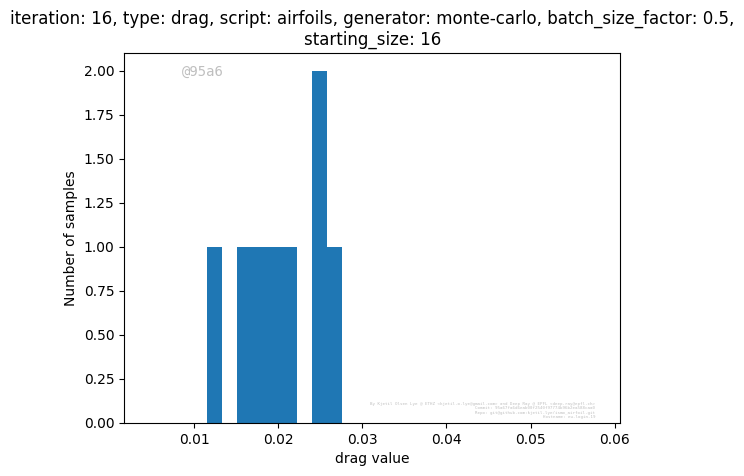 iteration: 16, type: drag, script: airfoils, generator: monte-carlo, batch_size_factor: 0.5,
starting_size: 16
@95a6
2.00
1.75
1.50
1.25
1.00
0.75
0.50
0.25
0.00
Number of samples
0.01 0.02 0.03 0.04 0.05 0.06
drag value